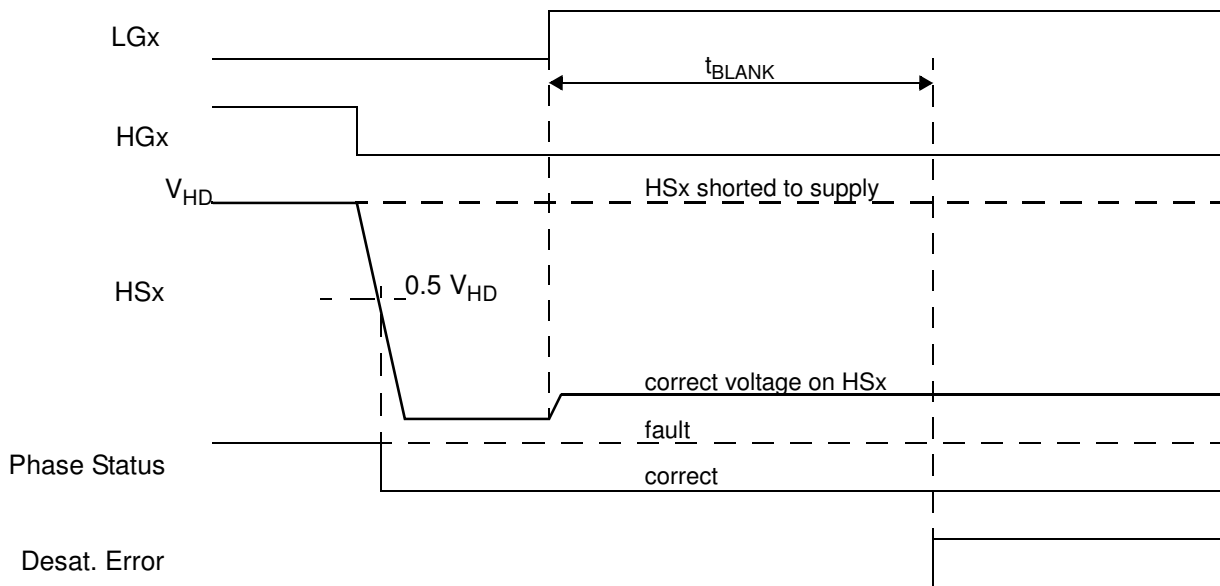 LGx
tBLANK
HGx
VHD
HSx shorted to supply
HSx
0.5 VHD
correct voltage on HSx
fault
Phase Status
correct
Desat. Error